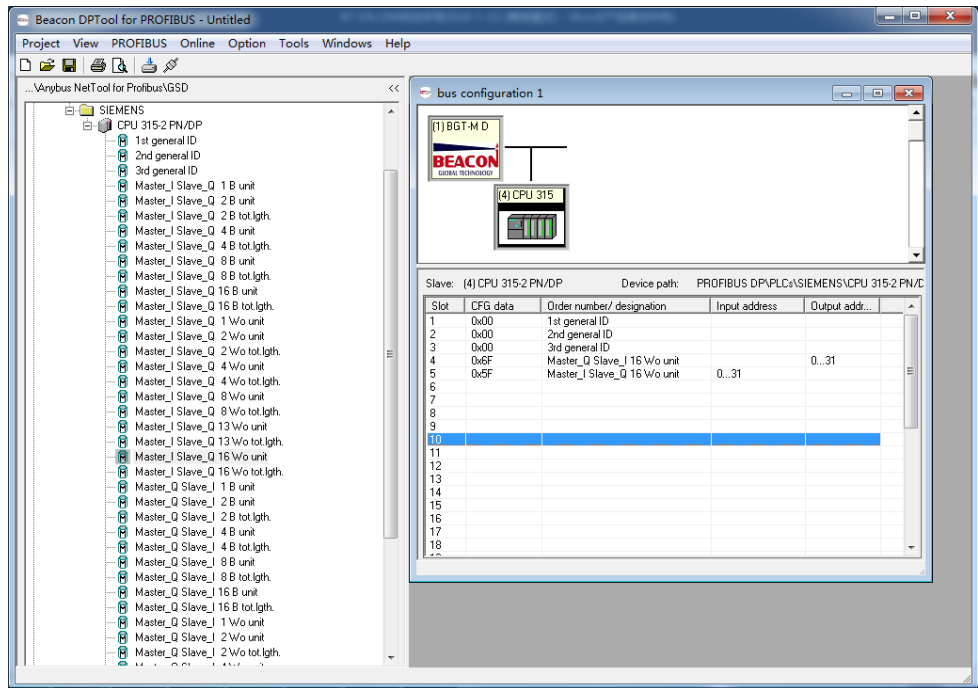 Beacon DPTool for PROFIBUS - Untitled
Project View PROFIBUS Online Option Tools Windows Help
...\Anybus NetTool for Profibus\GSD <<
SIEMENS
CPU 315-2 PN/DP
1st general ID
2nd general ID
3rd general ID
Master_I Slave_Q 1 B unit
Master_I Slave_Q 2 B unit
Master_I Slave_Q 2 B tot.lgth.
Master_I Slave_Q 4 B unit
Master_I Slave_Q 4 B tot.lgth.
Master_I Slave_Q 8 B unit
Master_I Slave_Q 8 B tot.lgth.
Master_I Slave_Q 16 B unit
Master_I Slave_Q 16 B tot.lgth.
Master_I Slave_Q 1 Wo unit
Master_I Slave_Q 2 Wo unit
Master_I Slave_Q 2 Wo tot.lgth.
Master_I Slave_Q 4 Wo unit
Master_I Slave_Q 4 Wo tot.lgth.
Master_I Slave_Q 8 Wo unit
Master_I Slave_Q 8 Wo tot.lgth.
Master_I Slave_Q 13 Wo unit
Master_I Slave_Q 13 Wo tot.lgth.
Master_I Slave_Q 16 Wo unit
Master_I Slave_Q 16 Wo tot.lgth.
Master_Q Slave_I 1 B unit
Master_Q Slave_I 2 B unit
Master_Q Slave_I 2 B tot.lgth.
Master_Q Slave_I 4 B unit
Master_Q Slave_I 4 B tot.lgth.
Master_Q Slave_I 8 B unit
Master_Q Slave_I 8 B tot.lgth.
Master_Q Slave_I 16 B unit
Master_Q Slave_I 16 B tot.lgth.
Master_Q Slave_I 1 Wo unit
Master_Q Slave_I 2 Wo unit
Master_Q Slave_I 2 Wo tot.lgth.
bus configuration 1
(1) BGT-M D
BEACON
GLOBAL TECHNOLOGY
(4) CPU 315
Slave: (4) CPU 315-2 PN/DP Device path: PROFIBUS DP\PLCs\SIEMENS\CPU 315-2 PN/D
Slot CFG data Order number/ designation Input address Output addr...
1 0x00 1st general ID
2 0x00 2nd general ID
3 0x00 3rd general ID
4 0x6F Master_Q Slave_I 16 Wo unit 0...31
5 0x5F Master_I Slave_Q 16 Wo unit 0...31
6
7
8
9
10
11
12
13
14
15
16
17
18